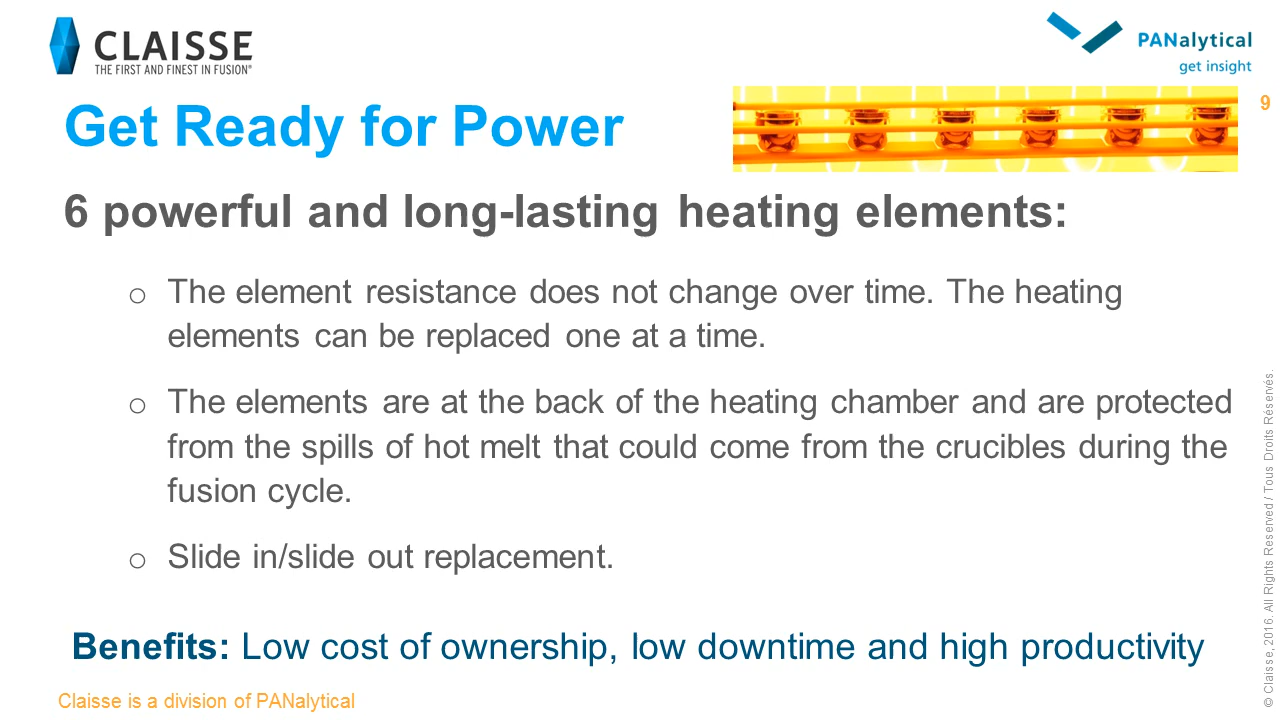 CLAISSE
THE FIRST AND FINEST IN FUSION®
PANalytical
get insight
9
Get Ready for Power
6 powerful and long-lasting heating elements:
o The element resistance does not change over time. The heating
elements can be replaced one at a time.
o The elements are at the back of the heating chamber and are protected
from the spills of hot melt that could come from the crucibles during the
fusion cycle.
o Slide in/slide out replacement.
Benefits: Low cost of ownership, low downtime and high productivity
Claisse is a division of PANalytical
© Claisse, 2016. All Rights Reserved / Tous Droits Réservés.